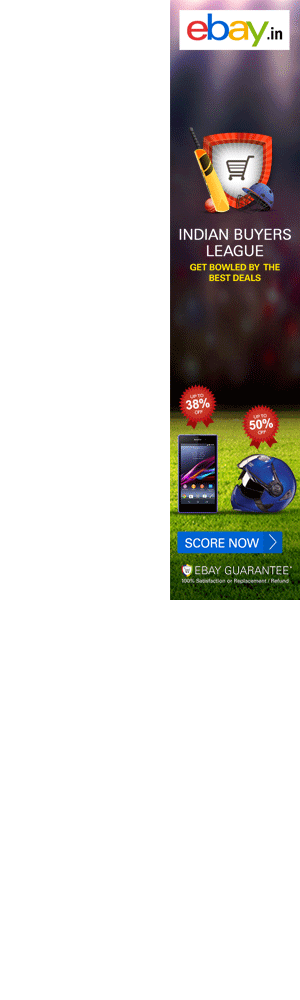 ebay.in
INDIAN BUYERS
LEAGUE
GET BOWLED BY THE
BEST DEALS
UP TO
38%
OFF
UP TO
50%
OFF
SONY
SCORE NOW
EBAY GUARANTEE*
100% Satisfaction or Replacement / Refund